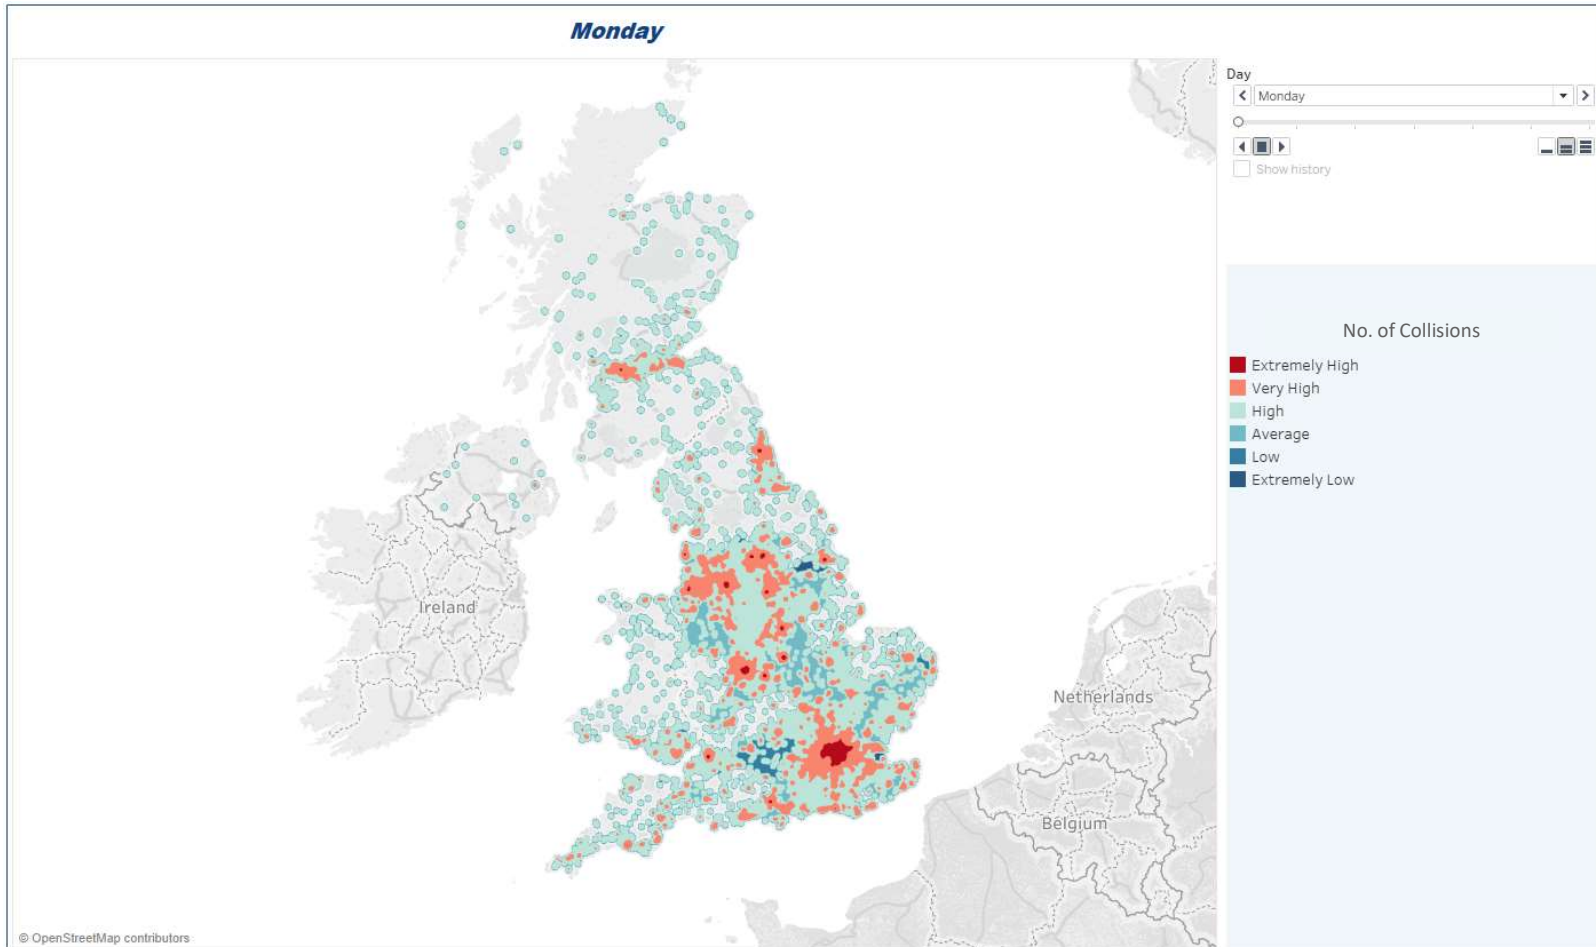 Monday
Day
Monday
Show history
No. of Collisions
Extremely High
Very High
High
Average
Low
Extremely Low
Ireland
Netherlands
Belgium
© OpenStreetMap contributors